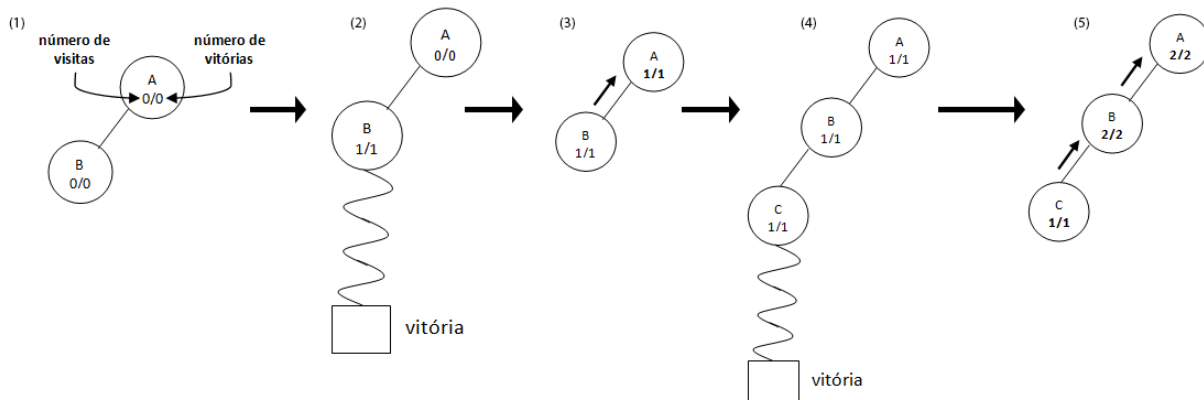 (1)
número de
visitas
número de
vitórias
A
0/0
B
0/0
(2)
A
0/0
B
1/1
vitória
(3)
A
1/1
B
1/1
(4)
A
1/1
B
1/1
C
1/1
vitória
(5)
A
2/2
B
2/2
C
1/1